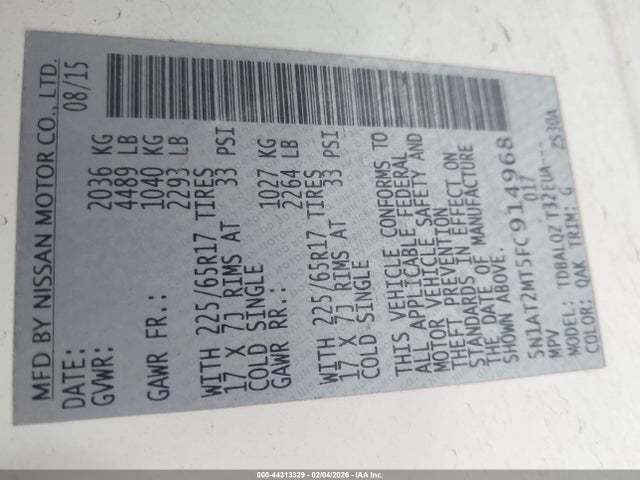 MFD BY NISSAN MOTOR CO., LTD.
DATE: 08/15
GVWR: 2036 KG
4489 LB
GAWR FR.: 1040 KG
2293 LB
WITH 225/65R17 TIRES
17 X 7J RIMS AT 33 PSI
COLD SINGLE
GAWR RR.: 1027 KG
2264 LB
WITH 225/65R17 TIRES
17 X 7J RIMS AT 33 PSI
COLD SINGLE
THIS VEHICLE CONFORMS TO
ALL APPLICABLE FEDERAL
MOTOR VEHICLE SAFETY AND
THEFT PREVENTION
STANDARDS IN EFFECT ON
THE DATE OF MANUFACTURE
SHOWN ABOVE.
5N1AT2MT5FC914968
MPV 017
MODEL: TDBALQZ T32EUA---
COLOR: QAK TRIM: G ZS30A
000-44313329 - 02/04/2026 - IAA Inc.